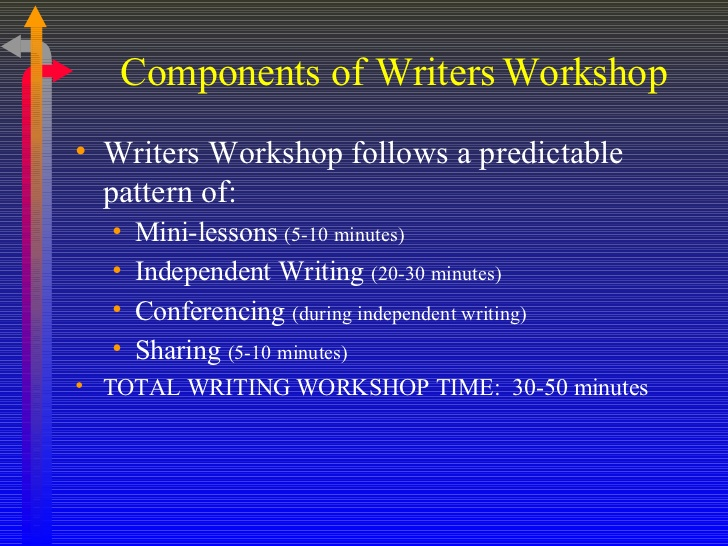 Components of Writers Workshop
• Writers Workshop follows a predictable
pattern of:
• Mini-lessons (5-10 minutes)
• Independent Writing (20-30 minutes)
• Conferencing (during independent writing)
• Sharing (5-10 minutes)
• TOTAL WRITING WORKSHOP TIME:  30-50 minutes